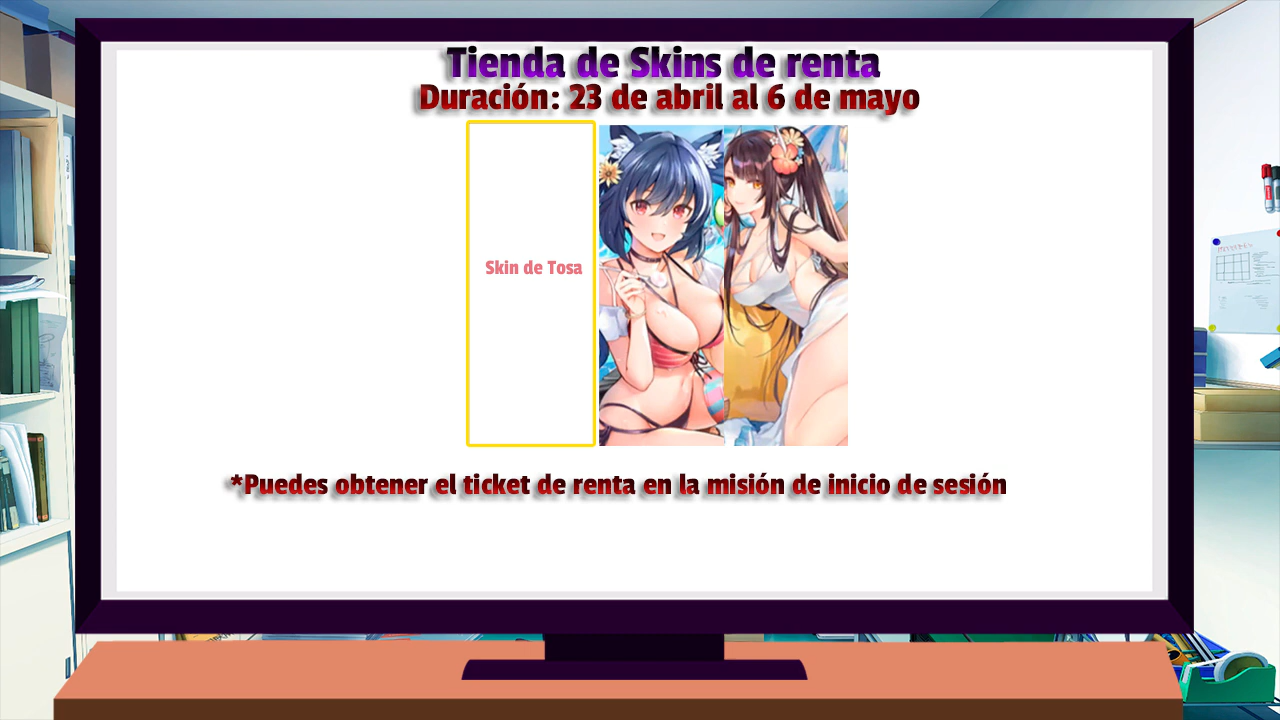 Tienda de Skins de renta
Duración: 23 de abril al 6 de mayo
Skin de Tosa
*Puedes obtener el ticket de renta en la misión de inicio de sesión